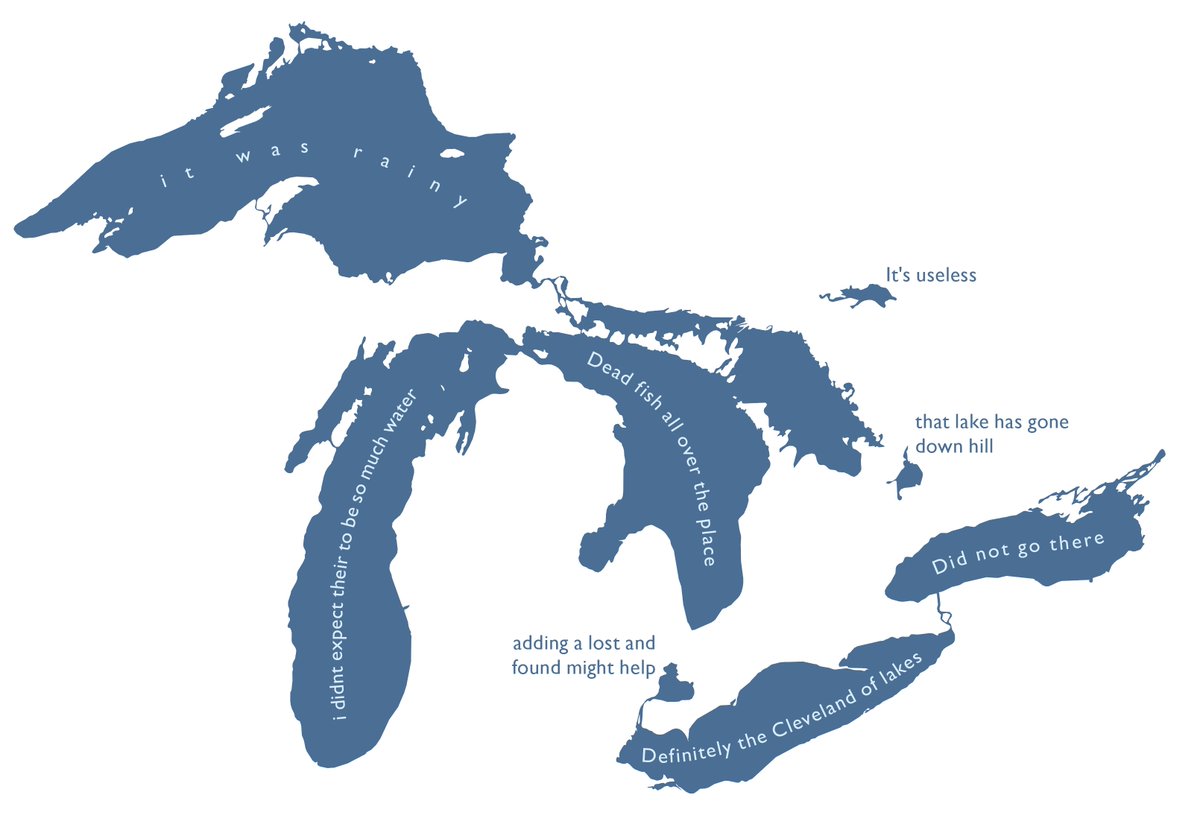 it was rainy
It's useless
Dead fish all over the place
i didnt expect their to be so much water
that lake has gone
down hill
Did not go there
adding a lost and
found might help
Definitely the Cleveland of lakes